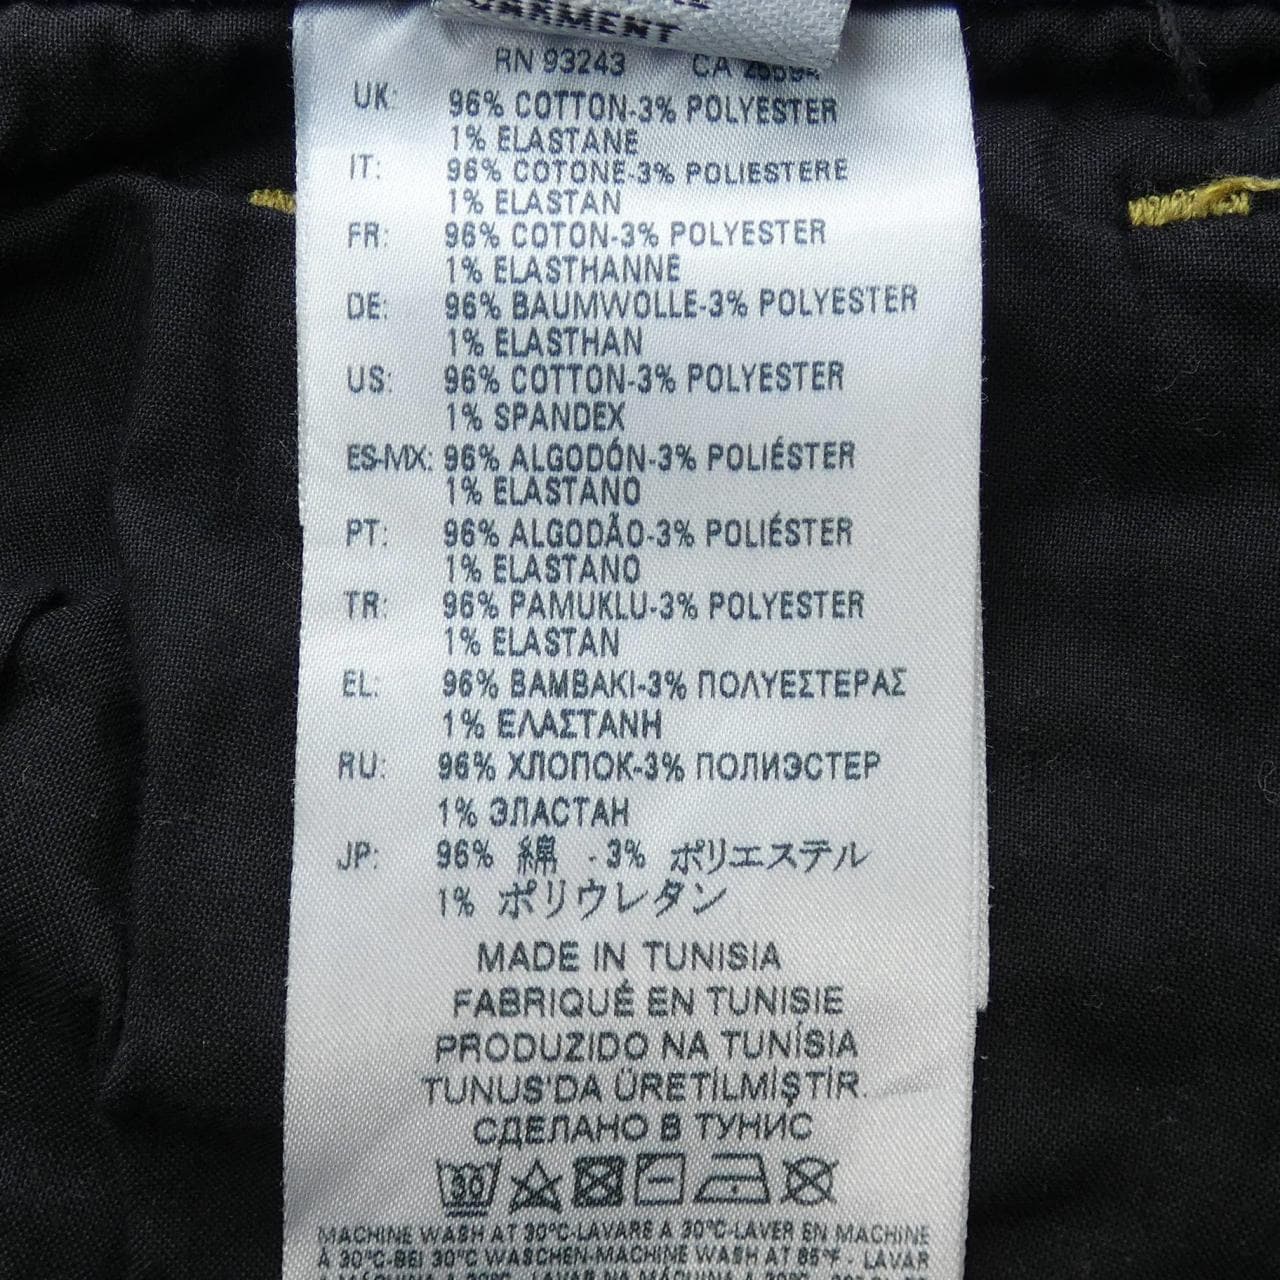 GARMENT
RN 93243 CA
UK: 96% COTTON-3% POLYESTER
1% ELASTANE
IT: 96% COTONE-3% POLIESTERE
1% ELASTAN
FR: 96% COTON-3% POLYESTER
1% ELASTHANNE
DE: 96% BAUMWOLLE-3% POLYESTER
1% ELASTHAN
US: 96% COTTON-3% POLYESTER
1% SPANDEX
ES-MX: 96% ALGODÓN-3% POLIÉSTER
1% ELASTANO
PT: 96% ALGODÃO-3% POLIÉSTER
1% ELASTANO
TR: 96% PAMUKLU-3% POLYESTER
1% ELASTAN
EL: 96% ΒΑΜΒΑΚΙ-3% ΠΟΛΥΕΣΤΕΡΑΣ
1% ΕΛΑΣΤΑΝΗ
RU: 96% ХЛОПОК-3% ПОЛИЭСТЕР
1% ЭЛАСТАН
JP: 96% 綿 - 3% ポリエステル
1% ポリウレタン
MADE IN TUNISIA
FABRIQUÉ EN TUNISIE
PRODUZIDO NA TUNÍSIA
TUNUS'DA ÜRETİLMİŞTİR.
СДЕЛАНО В ТУНИС
30
MACHINE WASH AT 30°C-LAVARE A 30°C-LAVER EN MACHINE
À 30°C-BEI 30°C WASCHEN-MACHINE WASH AT 85°F - LAVAR